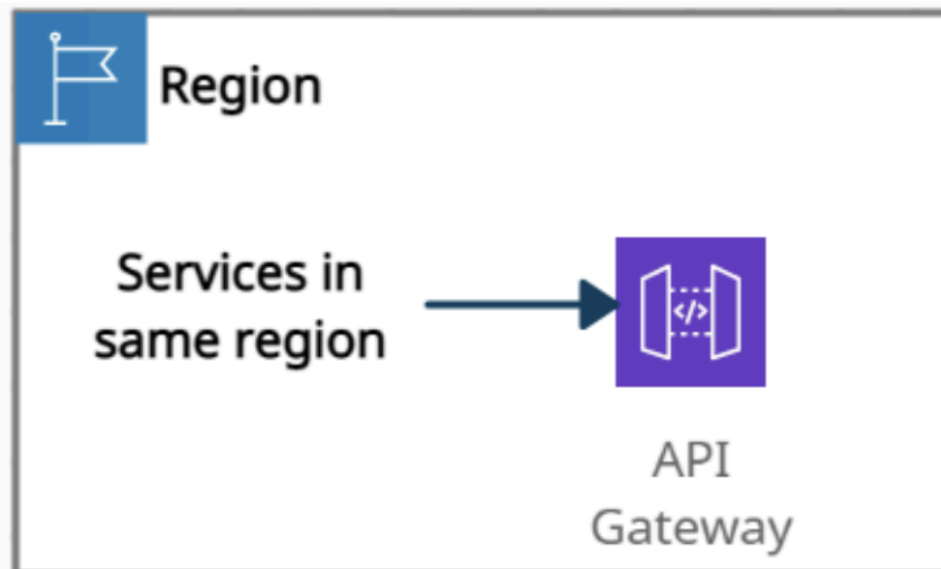 Region
Services in
same region
</>
API
Gateway